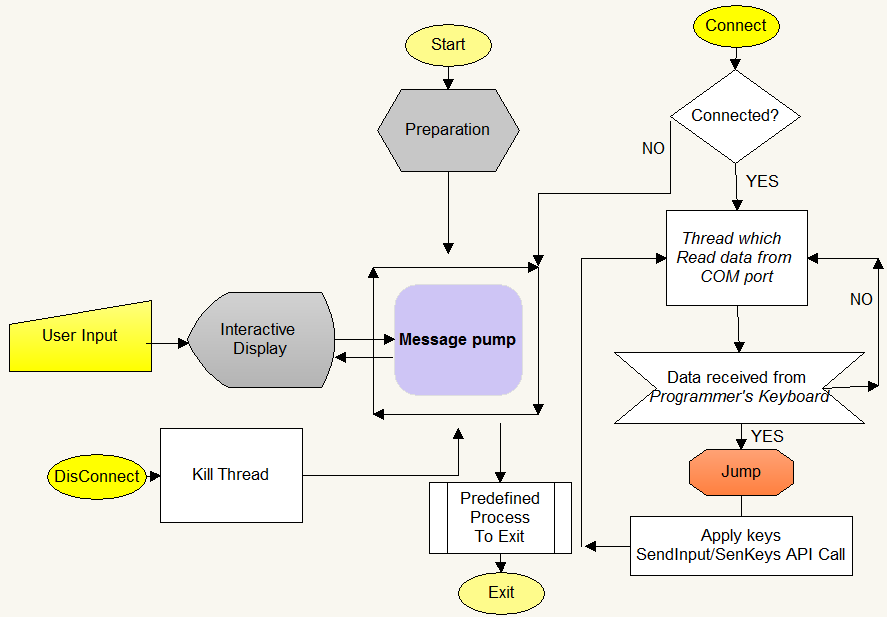 Start
Connect
Preparation
Connected?
NO
YES
Thread which
Read data from
COM port
NO
User Input
Interactive
Display
Message pump
Data received from
Programmer's Keyboard
YES
DisConnect
Kill Thread
Jump
Predefined
Process
To Exit
Apply keys
SendInput/SenKeys API Call
Exit